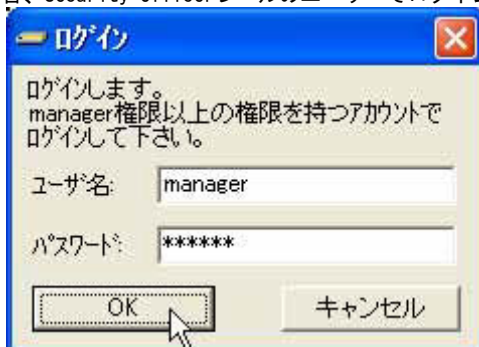 ログイン
ログインします。
manager権限以上の権限を持つアカウントで
ログインして下さい。
ユーザ名: manager
パスワード: ******
OK キャンセル